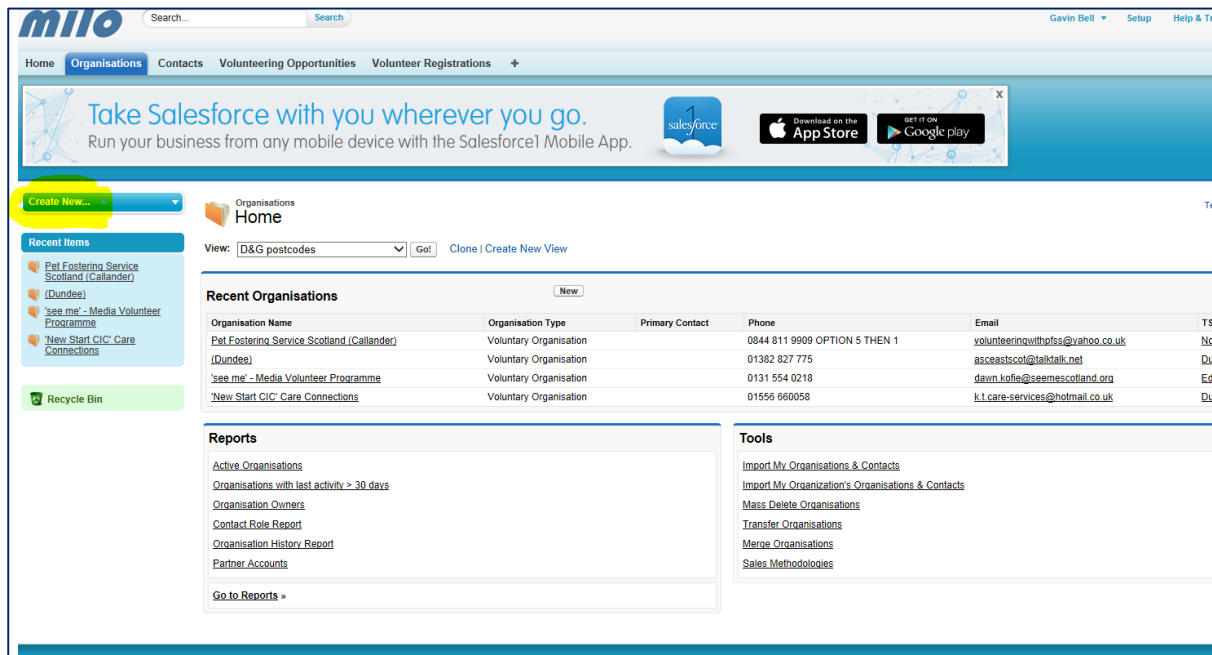 milo
Search...
Search
Gavin Bell
Setup
Help & Tr
Home
Organisations
Contacts
Volunteering Opportunities
Volunteer Registrations
+
Take Salesforce with you wherever you go.
Run your business from any mobile device with the Salesforce1 Mobile App.
1
salesforce
Download on the
App Store
GET IT ON
Google play
X
Create New...
Organisations
Home
Te
Recent Items
Pet Fostering Service
Scotland (Callander)
(Dundee)
'see me' - Media Volunteer
Programme
'New Start CIC' Care
Connections
Recycle Bin
View: D&G postcodes Go! Clone | Create New View
Recent Organisations New
Organisation Name Organisation Type Primary Contact Phone Email TS
Pet Fostering Service Scotland (Callander) Voluntary Organisation 0844 811 9909 OPTION 5 THEN 1 volunteeringwithpfss@yahoo.co.uk No
(Dundee) Voluntary Organisation 01382 827 775 asceastscot@talktalk.net Du
'see me' - Media Volunteer Programme Voluntary Organisation 0131 554 0218 dawn.kofie@seemescotland.org Ed
'New Start CIC' Care Connections Voluntary Organisation 01556 660058 k.t.care-services@hotmail.co.uk Du
Reports
Active Organisations
Organisations with last activity > 30 days
Organisation Owners
Contact Role Report
Organisation History Report
Partner Accounts
Go to Reports »
Tools
Import My Organisations & Contacts
Import My Organization's Organisations & Contacts
Mass Delete Organisations
Transfer Organisations
Merge Organisations
Sales Methodologies